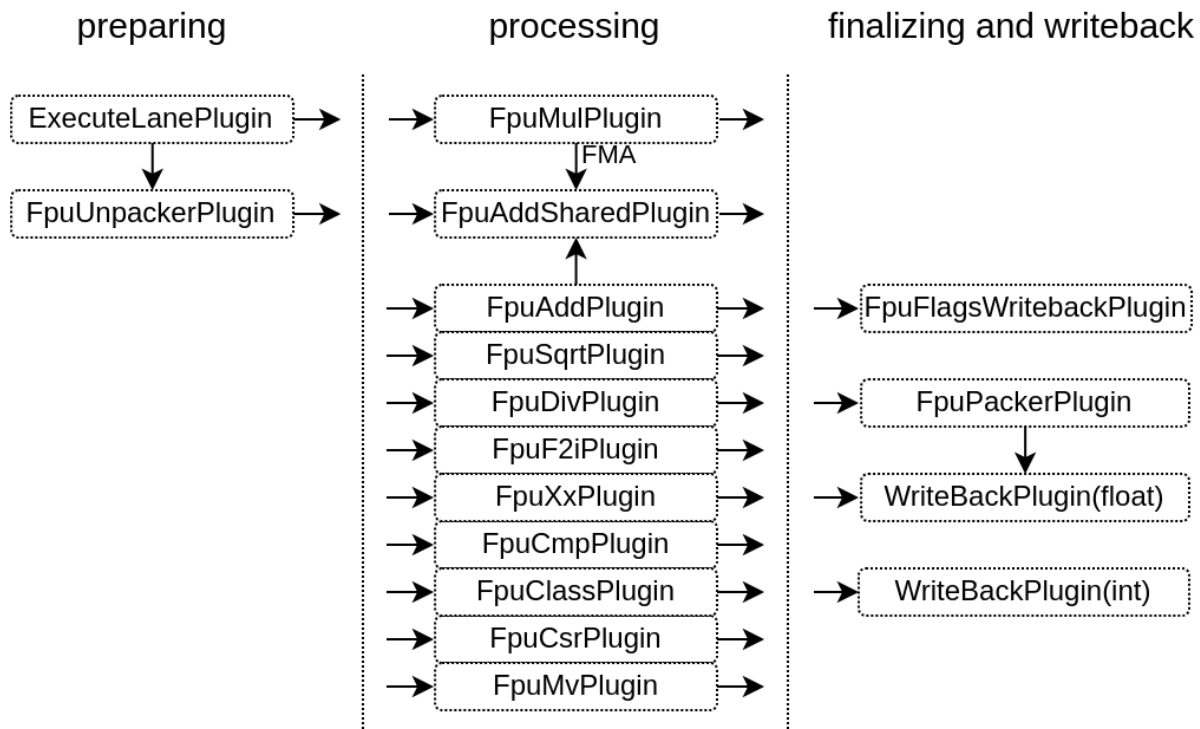 preparing
processing
finalizing and writeback
ExecuteLanePlugin
FpuUnpackerPlugin
FpuMulPlugin
FMA
FpuAddSharedPlugin
FpuAddPlugin
FpuSqrtPlugin
FpuDivPlugin
FpuF2iPlugin
FpuXxPlugin
FpuCmpPlugin
FpuClassPlugin
FpuCsrPlugin
FpuMvPlugin
FpuFlagsWritebackPlugin
FpuPackerPlugin
WriteBackPlugin(float)
WriteBackPlugin(int)